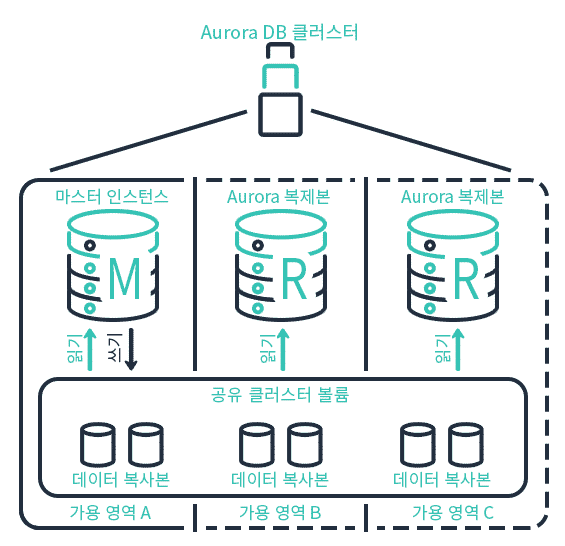 Aurora DB 클러스터
마스터 인스턴스
Aurora 복제본
Aurora 복제본
M
R
R
읽기
쓰기
읽기
읽기
공유 클러스터 볼륨
데이터 복사본
데이터 복사본
데이터 복사본
가용 영역 A
가용 영역 B
가용 영역 C